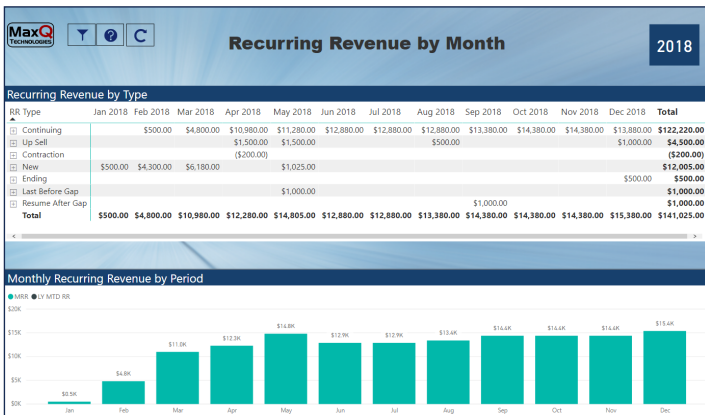 MaxQ
TECHNOLOGIES
?
Recurring Revenue by Month
2018
Recurring Revenue by Type
RR Type Jan 2018 Feb 2018 Mar 2018 Apr 2018 May 2018 Jun 2018 Jul 2018 Aug 2018 Sep 2018 Oct 2018 Nov 2018 Dec 2018 Total
Continuing $500.00 $4,800.00 $10,980.00 $11,280.00 $12,880.00 $12,880.00 $12,880.00 $13,380.00 $14,380.00 $14,380.00 $13,880.00 $122,220.00
Up Sell $1,500.00 $1,500.00 $500.00 $1,000.00 $4,500.00
Contraction ($200.00) ($200.00)
New $500.00 $4,300.00 $6,180.00 $1,025.00 $12,005.00
Ending $500.00 $500.00
Last Before Gap $1,000.00 $1,000.00
Resume After Gap $1,000.00 $1,000.00
Total $500.00 $4,800.00 $10,980.00 $12,280.00 $14,805.00 $12,880.00 $12,880.00 $13,380.00 $14,380.00 $14,380.00 $14,380.00 $15,380.00 $141,025.00
Monthly Recurring Revenue by Period
MRR LY MTD RR
$20K
$15K
$10K
$5K
$0K
$0.5K $4.8K $11.0K $12.3K $14.8K $12.9K $12.9K $13.4K $14.4K $14.4K $14.4K $15.4K
Jan Feb Mar Apr May Jun Jul Aug Sep Oct Nov Dec